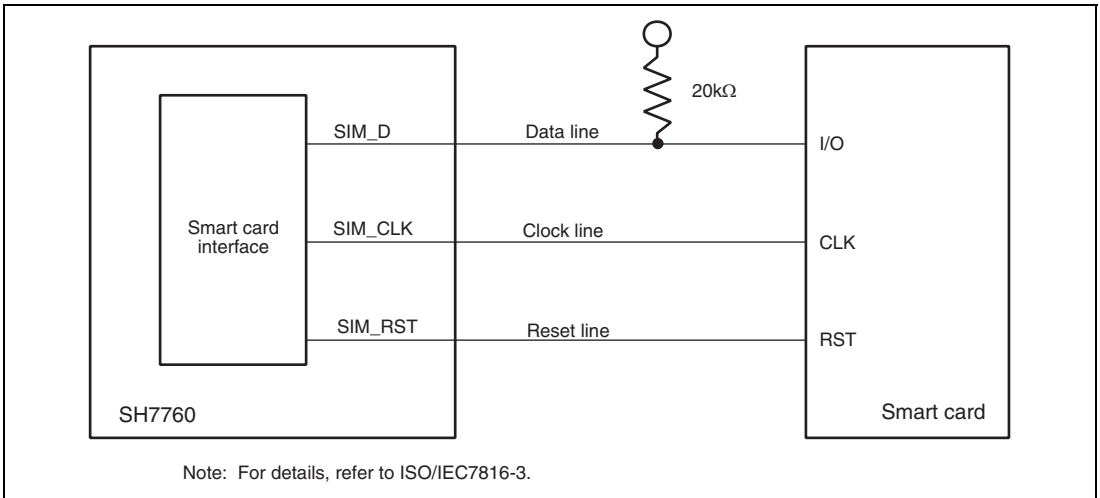 20kΩ
SIM_D
Data line
I/O
Smart card
interface
SIM_CLK
Clock line
CLK
SIM_RST
Reset line
RST
SH7760
Smart card
Note: For details, refer to ISO/IEC7816-3.